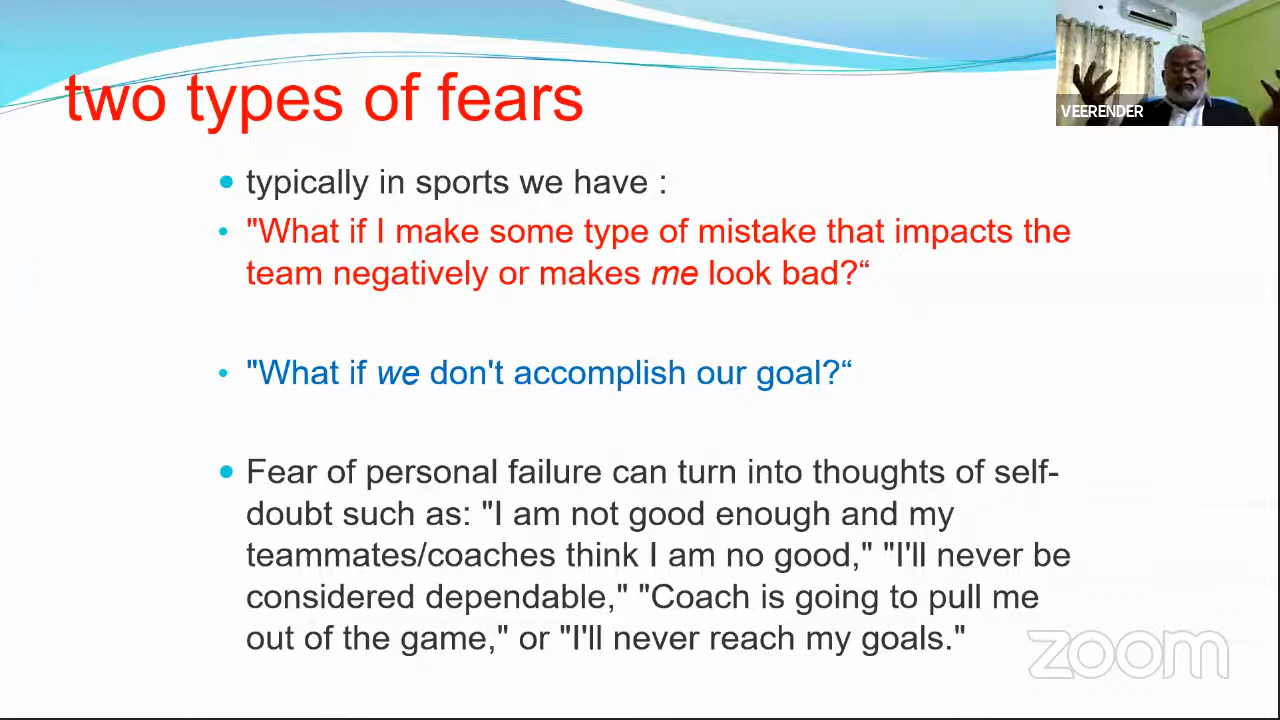 two types of fears
VEERENDER
typically in sports we have :
"What if I make some type of mistake that impacts the
team negatively or makes me look bad?“
"What if we don't accomplish our goal?“
Fear of personal failure can turn into thoughts of self-
doubt such as: "I am not good enough and my
teammates/coaches think I am no good," "I'll never be
considered dependable," "Coach is going to pull me
out of the game," or "I'll never reach my goals."
zoom